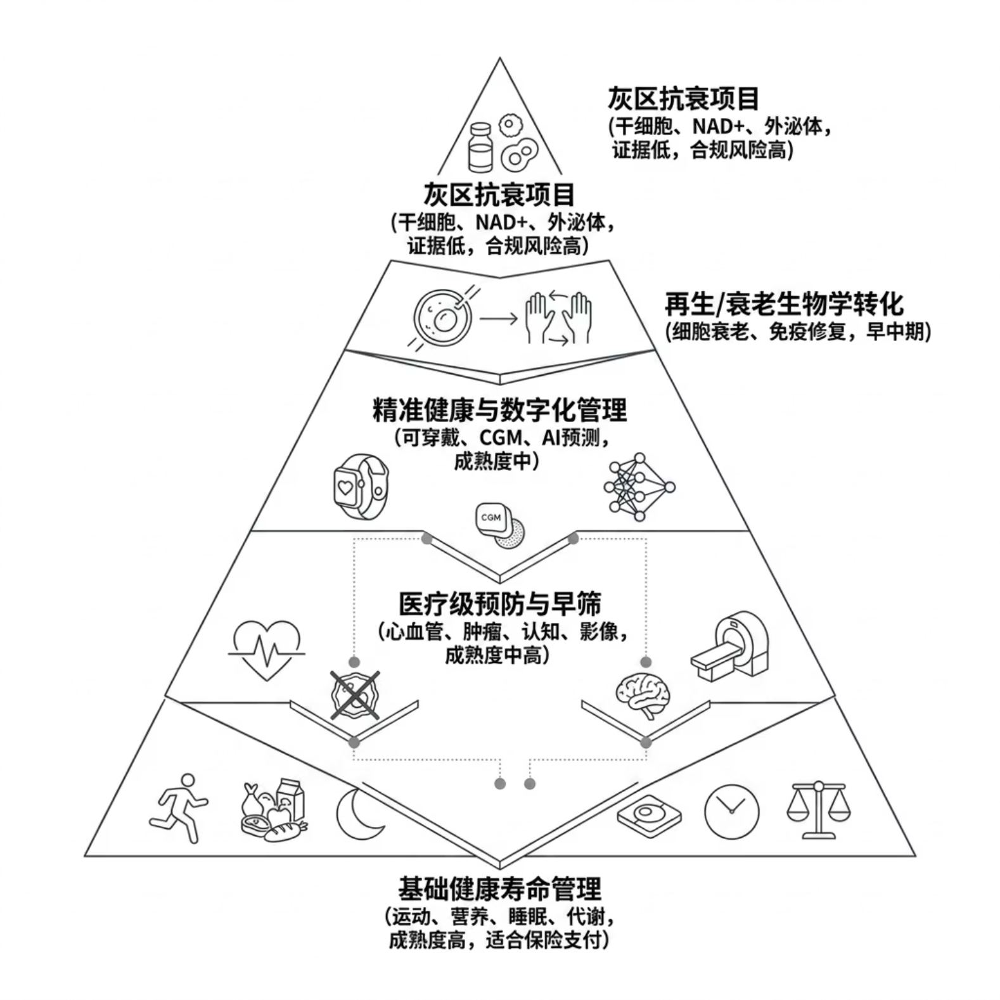 灰区抗衰项目
(干细胞、NAD+、外泌体，
证据低，合规风险高)
灰区抗衰项目
(干细胞、NAD+、外泌体，
证据低，合规风险高)
再生/衰老生物学转化
(细胞衰老、免疫修复，早中期)
精准健康与数字化管理
(可穿戴、CGM、AI预测，
成熟度中)
CGM
医疗级预防与早筛
(心血管、肿瘤、认知、影像，
成熟度中高)
基础健康寿命管理
(运动、营养、睡眠、代谢，
成熟度高，适合保险支付)